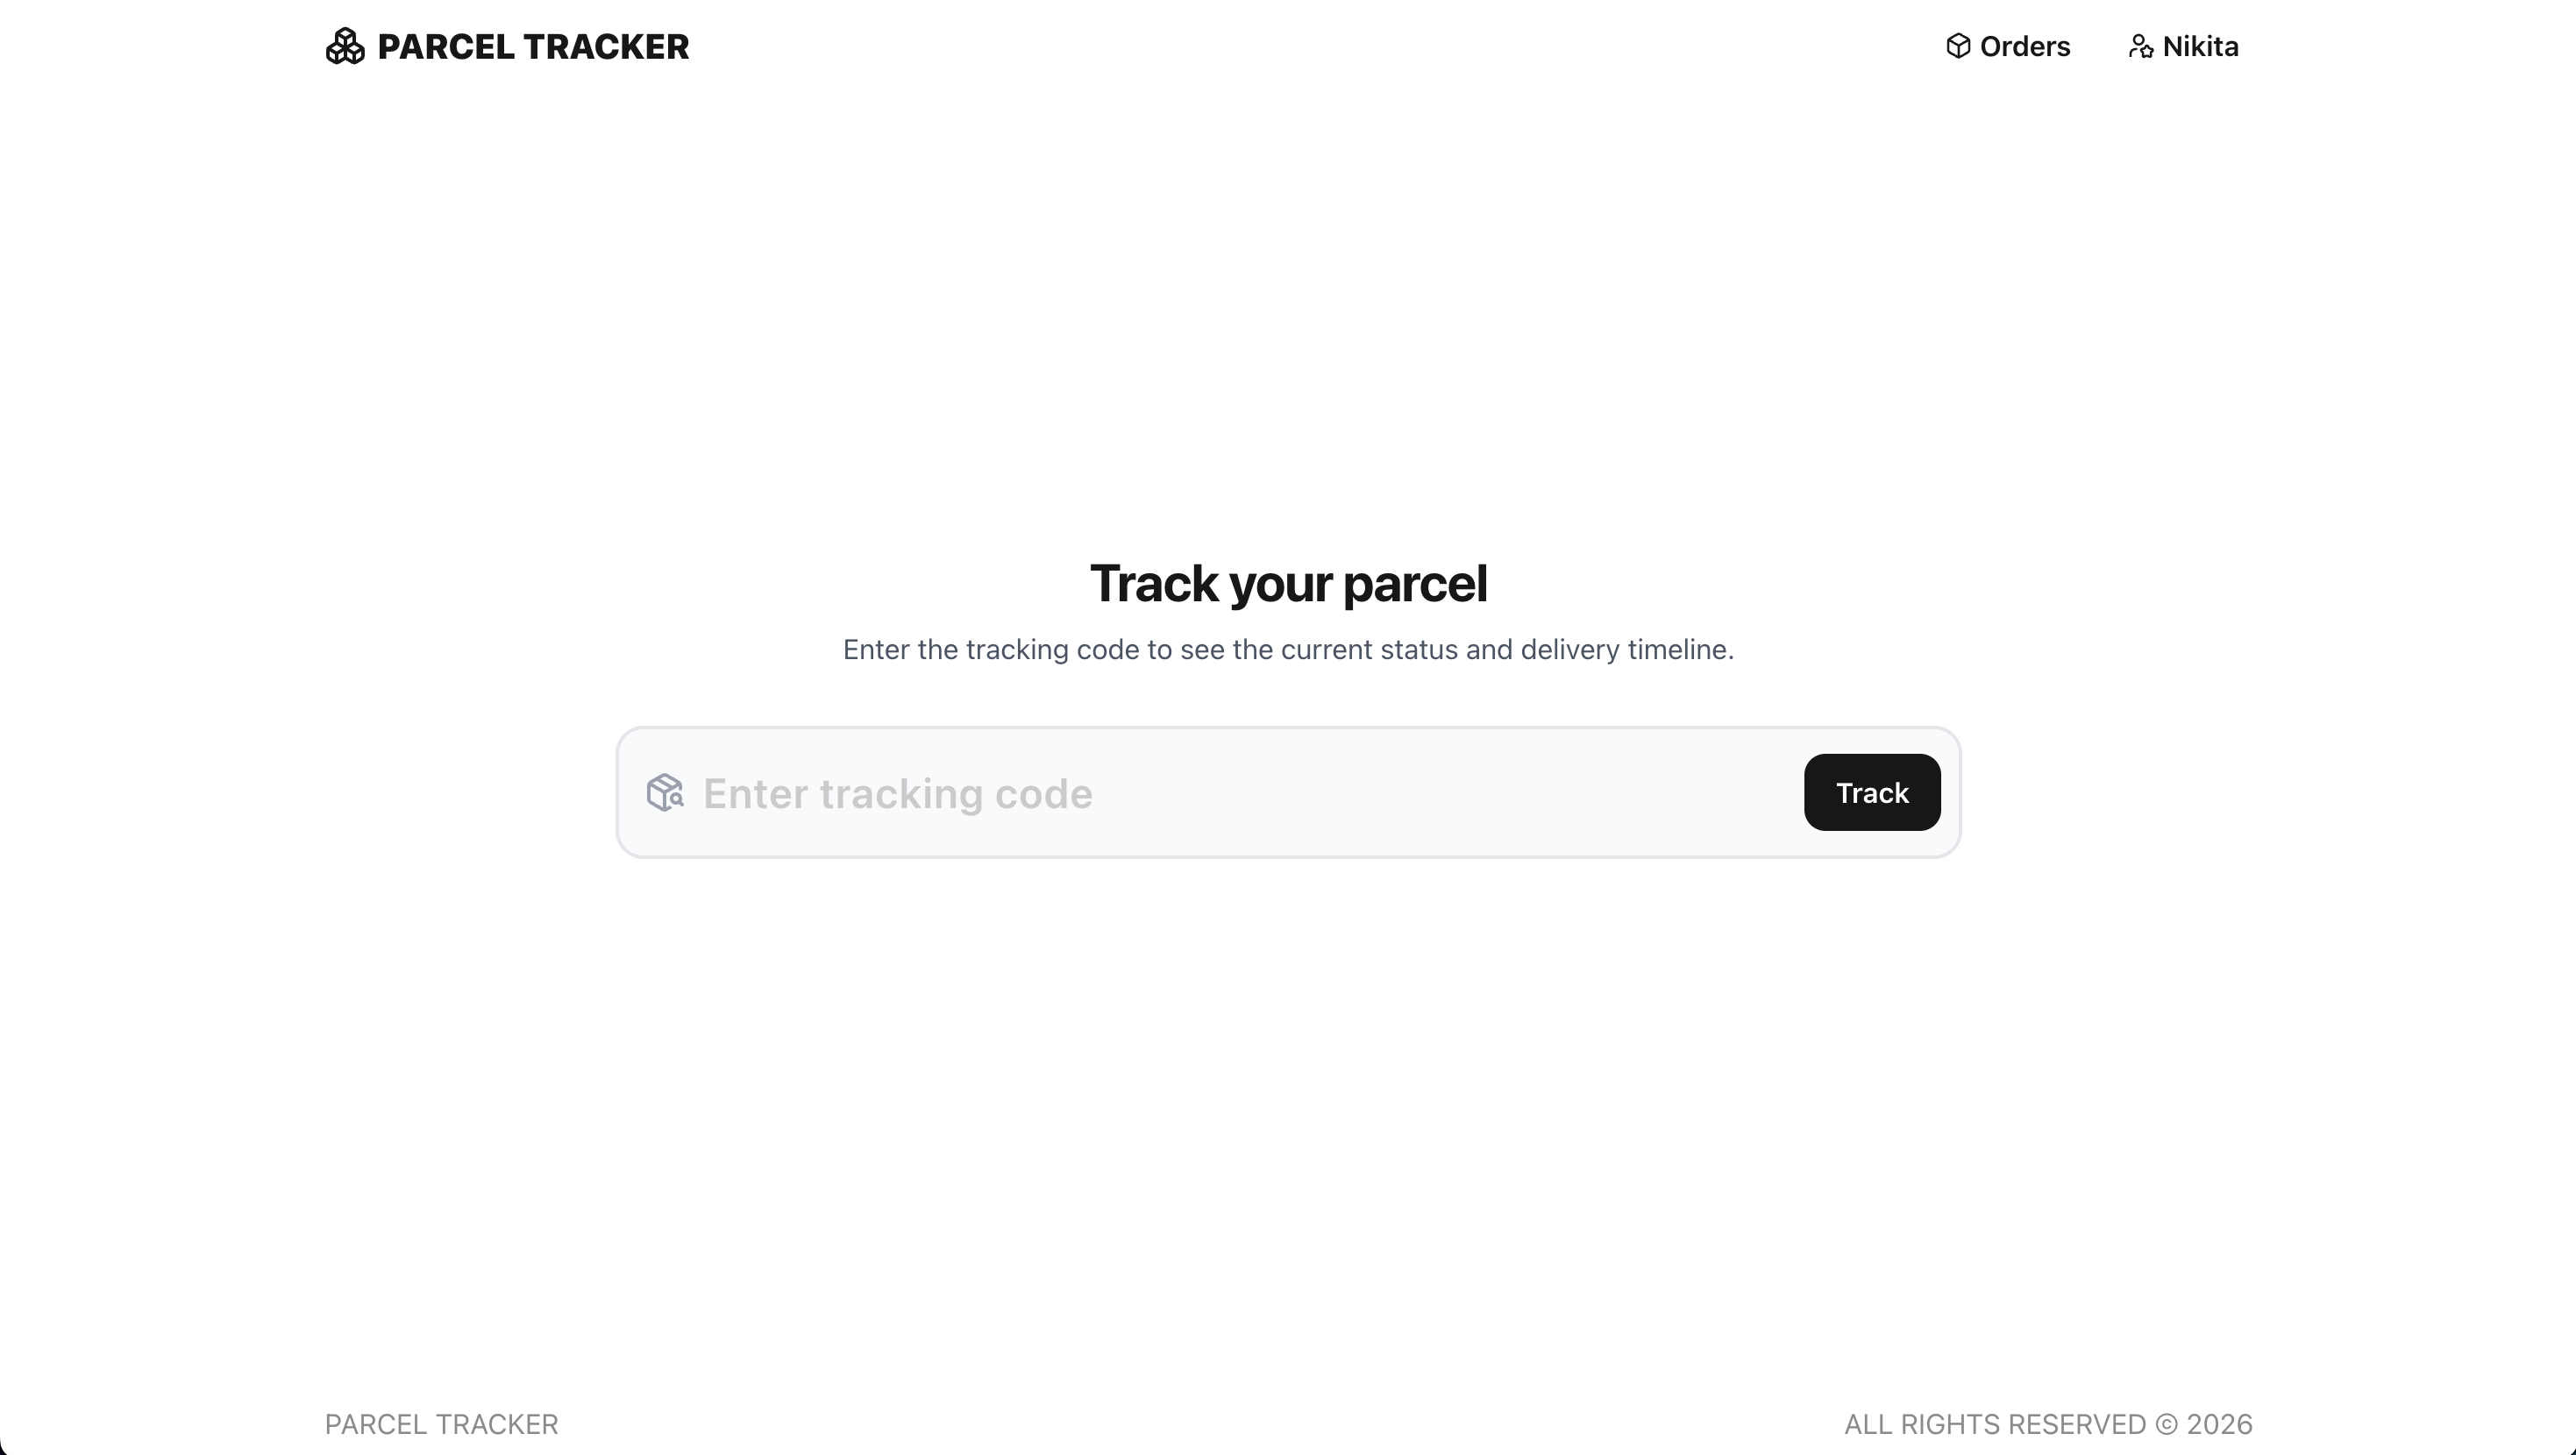 PARCEL TRACKER
Orders
Nikita
Track your parcel
Enter the tracking code to see the current status and delivery timeline.
Enter tracking code
Track
PARCEL TRACKER
ALL RIGHTS RESERVED © 2026